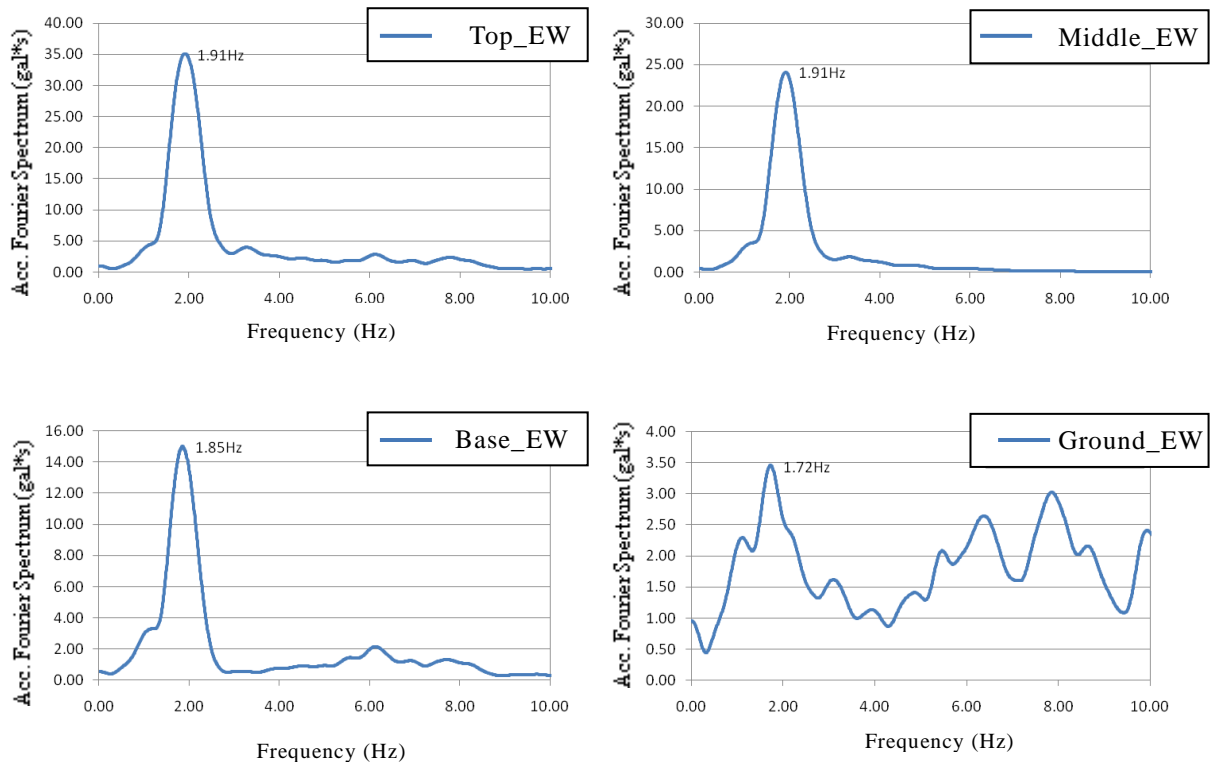 Top_EW
Acc. Fourier Spectrum (gal*s)
40.00
35.00
30.00
25.00
20.00
15.00
10.00
5.00
0.00
1.91Hz
0.00 2.00 4.00 6.00 8.00 10.00
Frequency (Hz)
Middle_EW
Acc. Fourier Spectrum (gal*s)
30.00
25.00
20.00
15.00
10.00
5.00
0.00
1.91Hz
0.00 2.00 4.00 6.00 8.00 10.00
Frequency (Hz)
Base_EW
Acc. Fourier Spectrum (gal*s)
16.00
14.00
12.00
10.00
8.00
6.00
4.00
2.00
0.00
1.85Hz
0.00 2.00 4.00 6.00 8.00 10.00
Frequency (Hz)
Ground_EW
Acc. Fourier Spectrum (gal*s)
4.00
3.50
3.00
2.50
2.00
1.50
1.00
0.50
0.00
1.72Hz
0.00 2.00 4.00 6.00 8.00 10.00
Frequency (Hz)